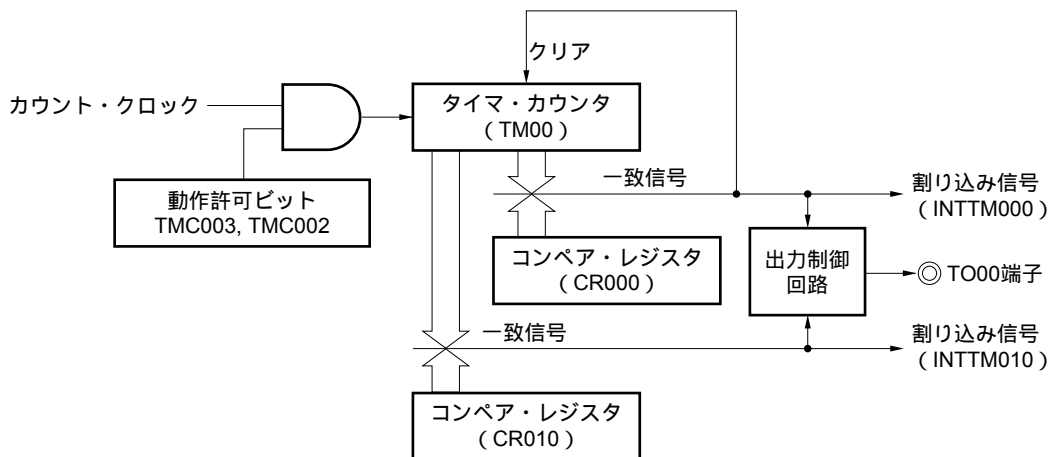 クリア
カウント・クロック
タイマ・カウンタ
（TM00）
動作許可ビット
TMC003, TMC002
一致信号
割り込み信号
（INTTM000）
コンペア・レジスタ
（CR000）
出力制御
回路
TO00端子
一致信号
割り込み信号
（INTTM010）
コンペア・レジスタ
（CR010）